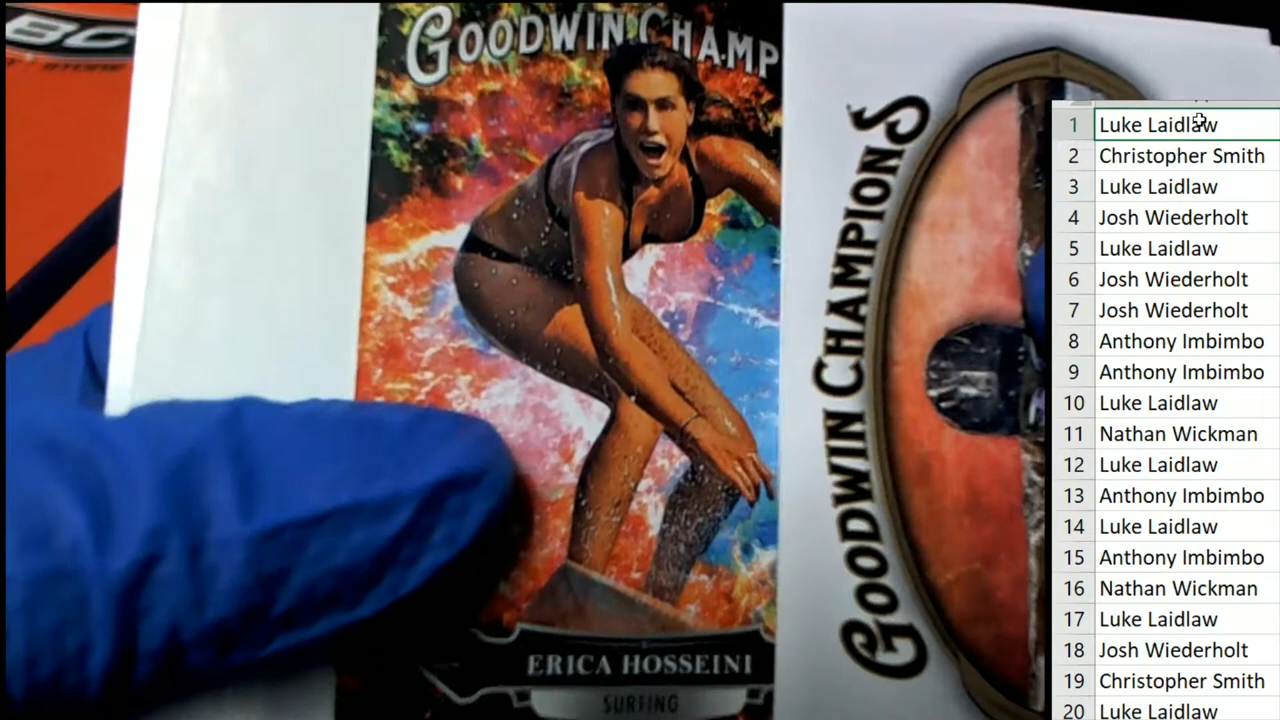 BC
GOODWIN CHAMP
ERICA HOSSEINI
SURFING
GOODWIN CHAMPIONS
1 Luke Laidlaw
2 Christopher Smith
3 Luke Laidlaw
4 Josh Wiederholt
5 Luke Laidlaw
6 Josh Wiederholt
7 Josh Wiederholt
8 Anthony Imbimbo
9 Anthony Imbimbo
10 Luke Laidlaw
11 Nathan Wickman
12 Luke Laidlaw
13 Anthony Imbimbo
14 Luke Laidlaw
15 Anthony Imbimbo
16 Nathan Wickman
17 Luke Laidlaw
18 Josh Wiederholt
19 Christopher Smith
20 Luke Laidlaw